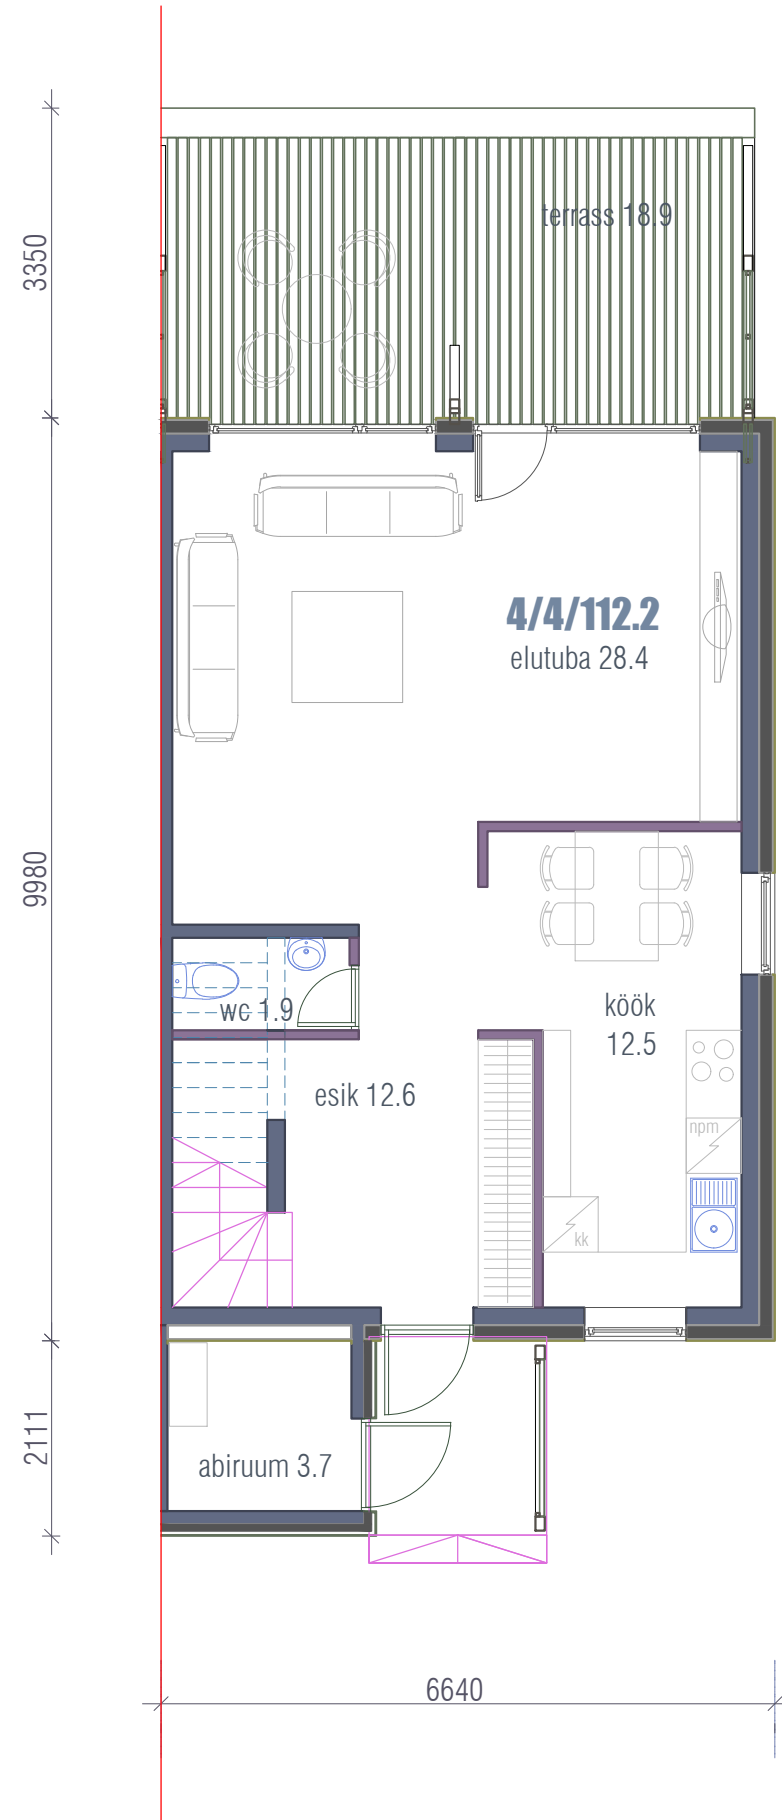 terrass 18.9
3350
4/4/112.2
elutuba 28.4
9980
wc 1.9
köök
12.5
esik 12.6
npm
kk
2111
abiruum 3.7
6640